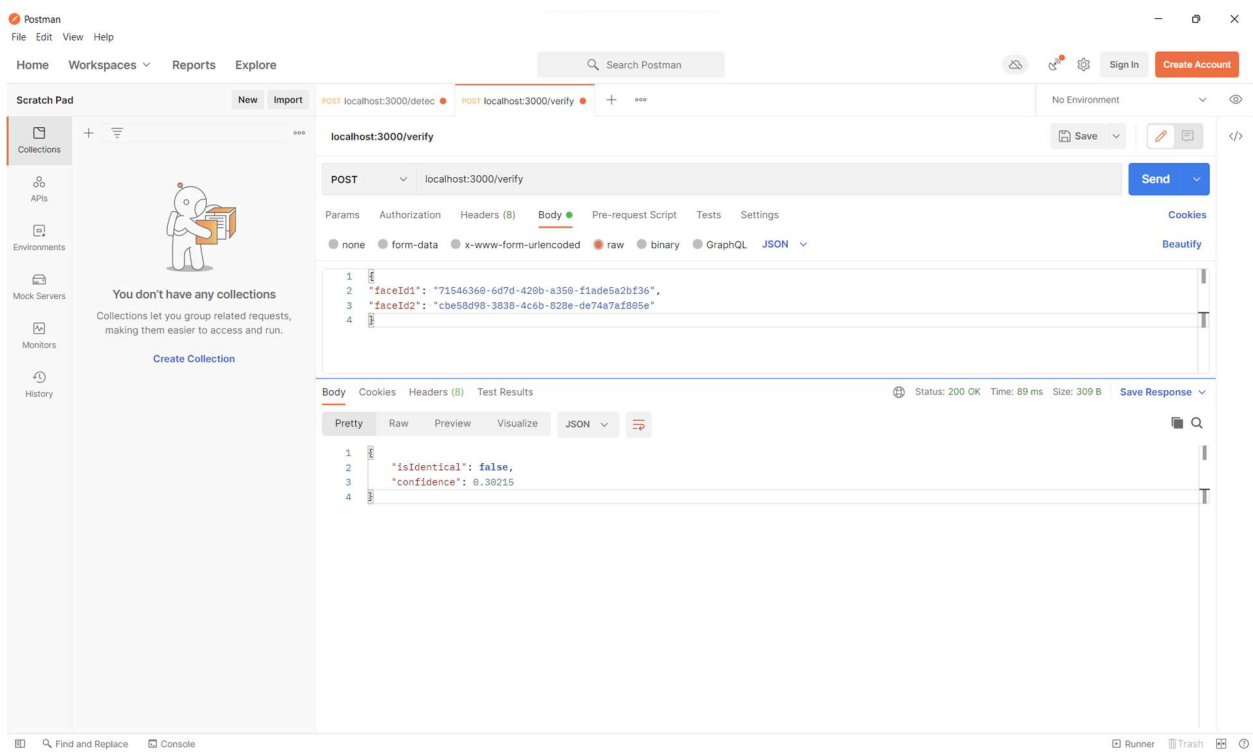 Postman
File Edit View Help
Home Workspaces Reports Explore
Search Postman
Sign In Create Account
Scratch Pad
New Import
POST localhost:3000/detec
POST localhost:3000/verify
No Environment
Collections
APIs
Environments
Mock Servers
Monitors
History
You don't have any collections
Collections let you group related requests,
making them easier to access and run.
Create Collection
localhost:3000/verify
Save
POST localhost:3000/verify
Send
Params Authorization Headers (8) Body Pre-request Script Tests Settings
Cookies
none form-data x-www-form-urlencoded raw binary GraphQL JSON
Beautify
1 {
2 "faceId1": "71546360-6d7d-420b-a350-f1ade5a2bf36",
3 "faceId2": "cbe58d98-3838-4c6b-828e-de74a7af805e"
4 }
Body Cookies Headers (8) Test Results
Status: 200 OK Time: 89 ms Size: 309 B Save Response
Pretty Raw Preview Visualize JSON
1 {
2 "isIdentical": false,
3 "confidence": 0.30215
4 }
Find and Replace Console
Runner Trash